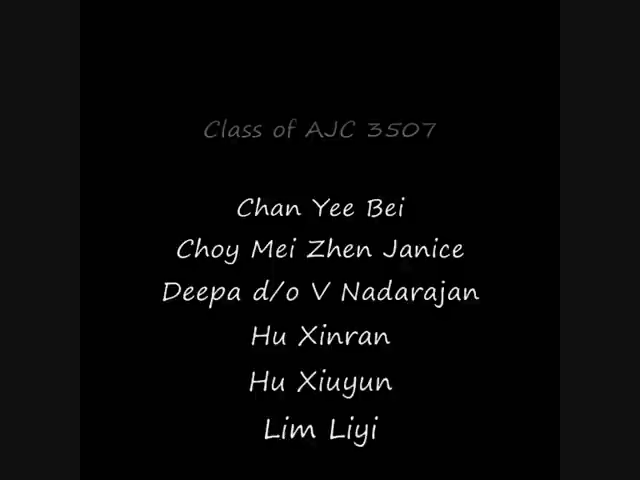 Class of AJC 3507
Chan Yee Bei
Choy Mei Zhen Janice
Deepa d/o V Nadarajan
Hu Xinran
Hu Xiuyun
Lim Liyi